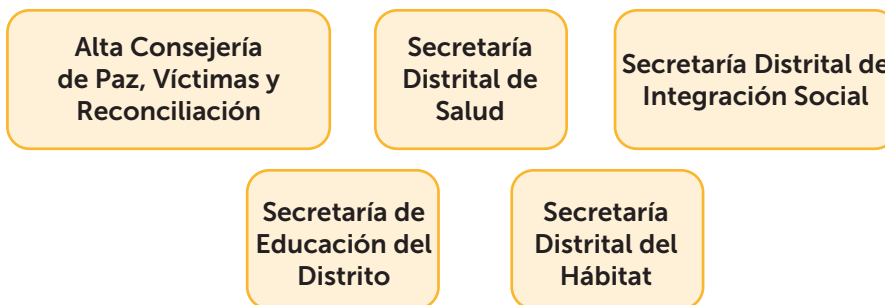 Alta Consejería
de Paz, Víctimas y
Reconciliación
Secretaría
Distrital de
Salud
Secretaría Distrital de
Integración Social
Secretaría de
Educación del
Distrito
Secretaría
Distrital del
Hábitat